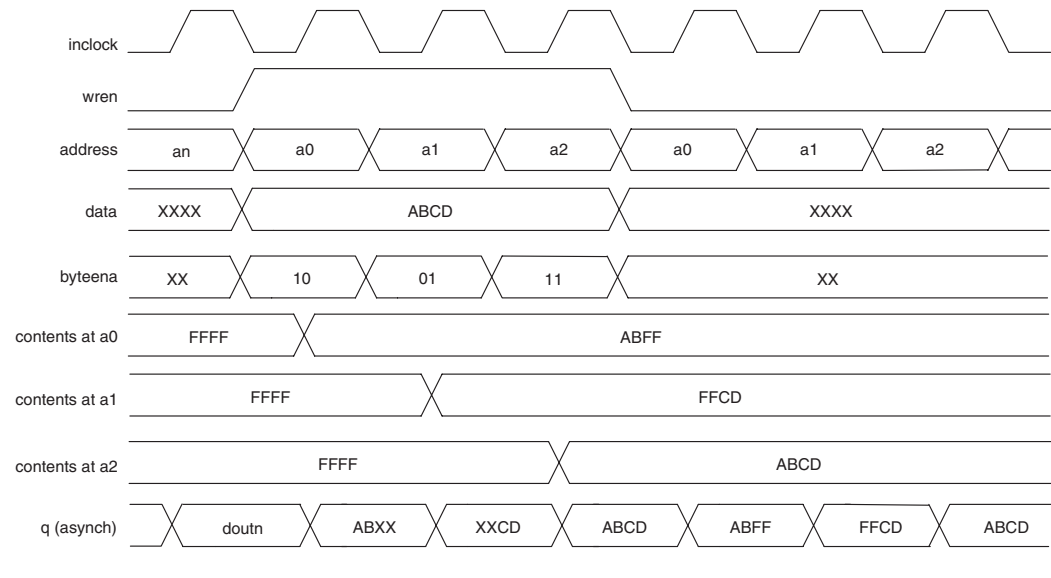 inclock
wren
address an a0 a1 a2 a0 a1 a2
data XXXX ABCD XXXX
byteena XX 10 01 11 XX
contents at a0 FFFF ABFF
contents at a1 FFFF FFCD
contents at a2 FFFF ABCD
q (asynch) doutn ABXX XXCD ABCD ABFF FFCD ABCD